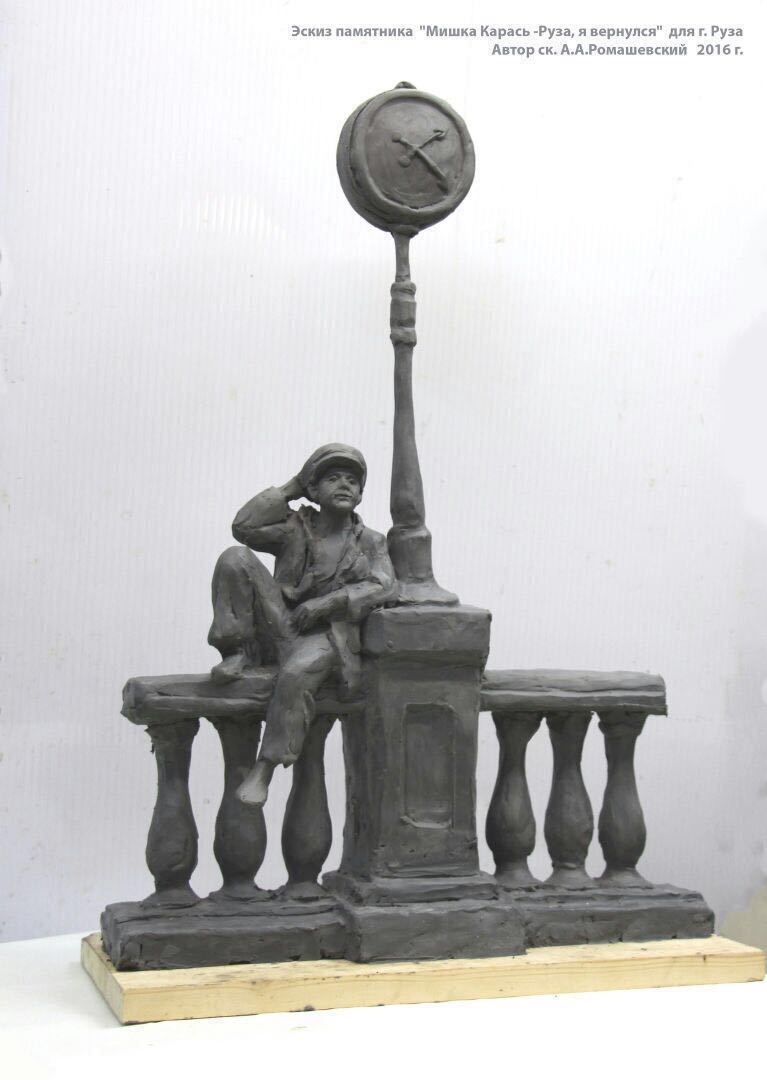 Эскиз памятника "Мишка Карась -Руза, я вернулся" для г. Руза
Автор ск. А.А.Ромашевский 2016 г.